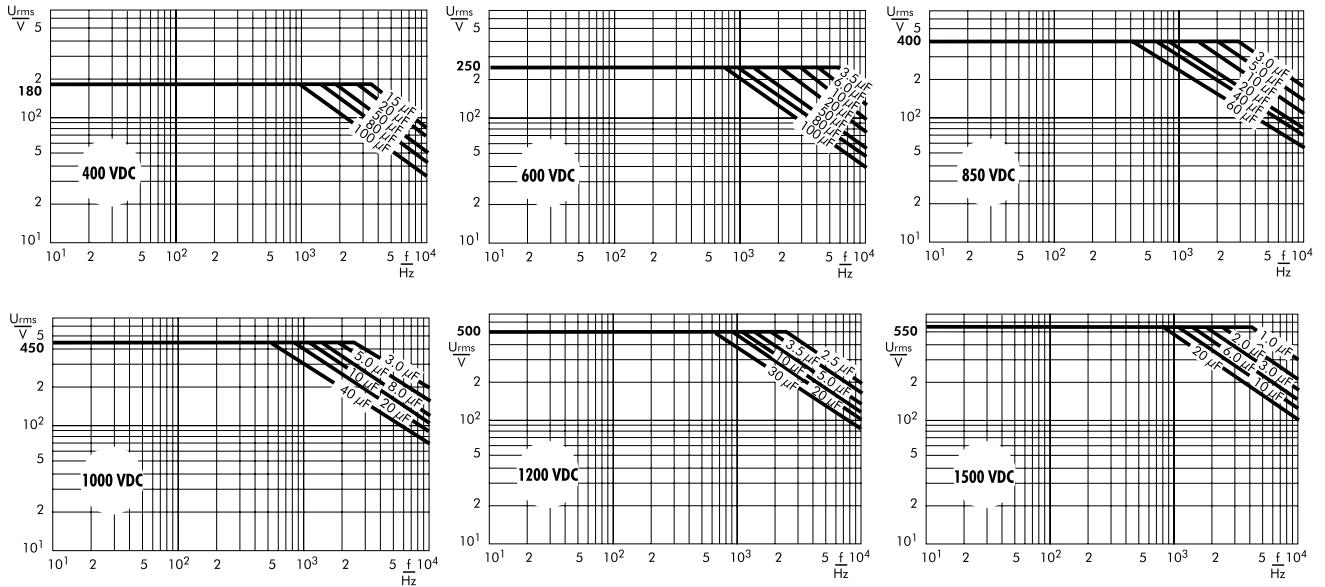 Urms
V
5
2
180
10²
5
2
10¹
400 VDC
15 µF
20 µF
50 µF
80 µF
100 µF
10¹ 2 5 10² 2 5 10³ 2 5 f 10⁴
Hz
Urms
V
5
250
2
10²
5
2
10¹
600 VDC
3.5 µF
6.0 µF
10 µF
20 µF
50 µF
80 µF
100 µF
10¹ 2 5 10² 2 5 10³ 2 5 f 10⁴
Hz
Urms
V
400
2
10²
5
2
10¹
850 VDC
3.0 µF
5.0 µF
10 µF
20 µF
40 µF
60 µF
10¹ 2 5 10² 2 5 10³ 2 5 f 10⁴
Hz
Urms
V
5
450
2
10²
5
2
10¹
1000 VDC
3.0 µF
5.0 µF
8.0 µF
10 µF
20 µF
40 µF
10¹ 2 5 10² 2 5 10³ 2 5 f 10⁴
Hz
500
Urms
V
2
10²
5
2
10¹
1200 VDC
2.5 µF
3.5 µF
5.0 µF
10 µF
20 µF
30 µF
10¹ 2 5 10² 2 5 10³ 2 5 f 10⁴
Hz
550
Urms
V
2
10²
5
2
10¹
1500 VDC
1.0 µF
2.0 µF
3.0 µF
6.0 µF
10 µF
20 µF
10¹ 2 5 10² 2 5 10³ 2 5 f 10⁴
Hz